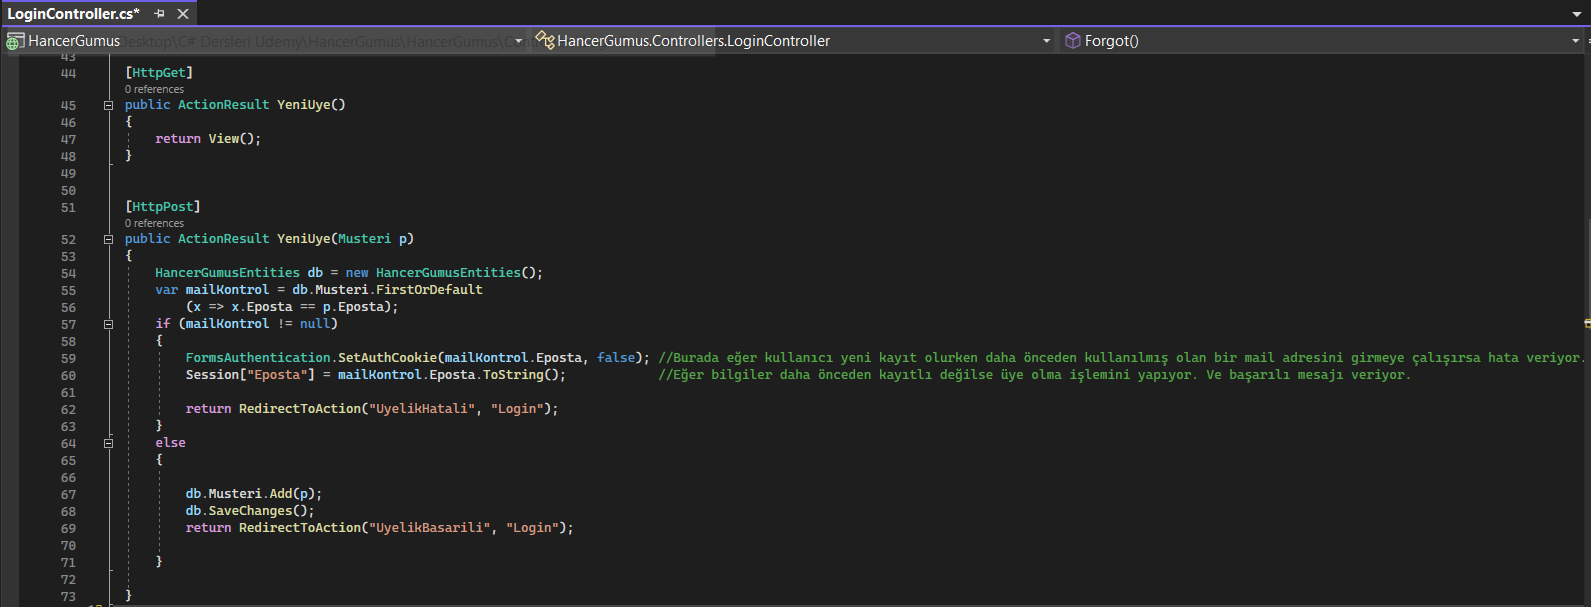 LoginController.cs*
HancerGumus Desktop\C# Dersleri Udemy\HancerGumus\HancerGumus\ HancerGumus.Controllers.LoginController Forgot()
43
44 [HttpGet]
0 references
45 public ActionResult YeniUye()
46 {
47 return View();
48 }
49
50
51 [HttpPost]
0 references
52 public ActionResult YeniUye(Musteri p)
53 {
54 HancerGumusEntities db = new HancerGumusEntities();
55 var mailKontrol = db.Musteri.FirstOrDefault
56 (x => x.Eposta == p.Eposta);
57 if (mailKontrol != null)
58 {
59 FormsAuthentication.SetAuthCookie(mailKontrol.Eposta, false); //Burada eğer kullanıcı yeni kayıt olurken daha önceden kullanılmış olan bir mail adresini girmeye çalışırsa hata veriyor.
60 Session["Eposta"] = mailKontrol.Eposta.ToString(); //Eğer bilgiler daha önceden kayıtlı değilse üye olma işlemini yapıyor. Ve başarılı mesajı veriyor.
61
62 return RedirectToAction("UyelikHatali", "Login");
63 }
64 else
65 {
66
67 db.Musteri.Add(p);
68 db.SaveChanges();
69 return RedirectToAction("UyelikBasarili", "Login");
70
71 }
72
73 }